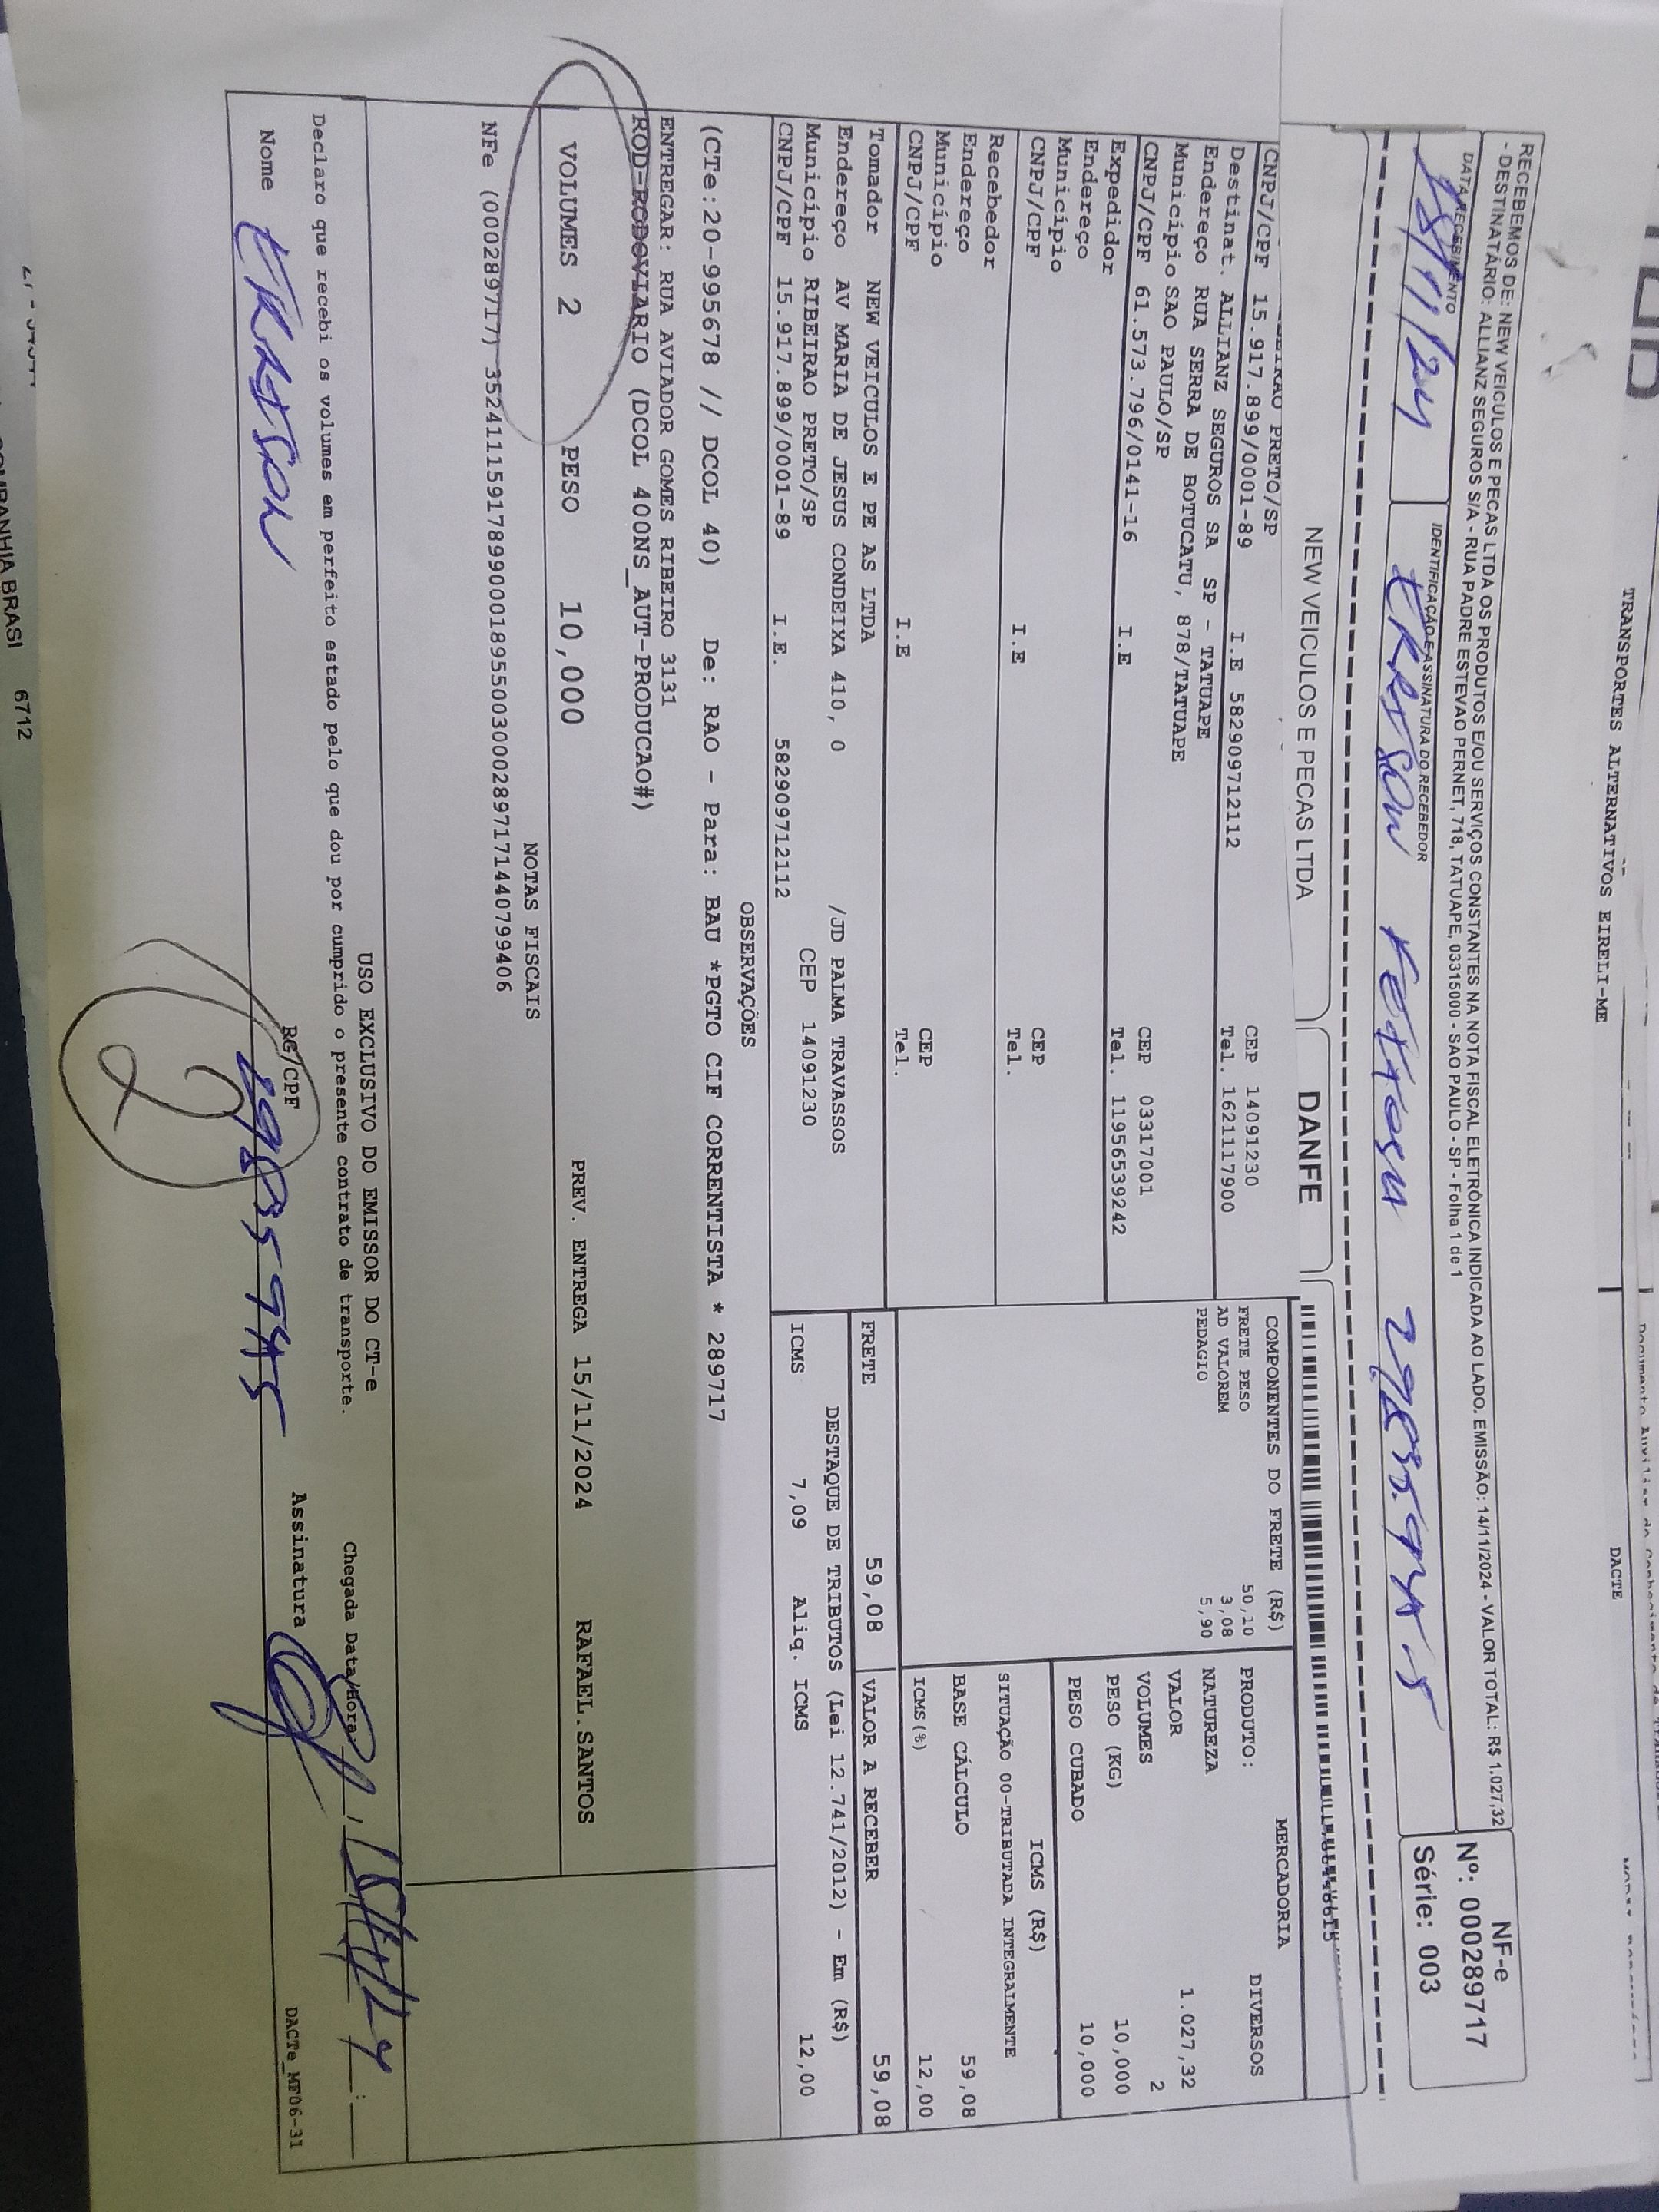 TRANSPORTES ALTERNATIVOS EIRELI-ME
DACTE
RECEBEMOS DE: NEW VEICULOS E PECAS LTDA OS PRODUTOS E/OU SERVIÇOS CONSTANTES NA NOTA FISCAL ELETRÔNICA INDICADA AO LADO. EMISSÃO: 14/11/2024 - VALOR TOTAL: R$ 1.027,32
- DESTINATÁRIO: ALLIANZ SEGUROS S/A - RUA PADRE ESTEVAO PERNET, 718, TATUAPE, 03315000 - SAO PAULO - SP - Folha 1 de 1
NF-e
Nº: 000289717
Série: 003
DATA RECEBIMENTO
IDENTIFICAÇÃO E ASSINATURA DO RECEBEDOR
15/11/24
NEW VEICULOS E PECAS LTDA
DANFE
PRETO/SP
CNPJ/CPF 15.917.899/0001-89 I.E 582909712112
CEP 14091230
Tel. 1621117900
Destinat. ALLIANZ SEGUROS SA SP - TATUAPE
Endereço RUA SERRA DE BOTUCATU, 878/TATUAPE
Município SAO PAULO/SP
CEP 03317001
CNPJ/CPF 61.573.796/0141-16 I.E
Tel. 11956539242
Expedidor
Endereço
Município
CEP
CNPJ/CPF I.E
Tel.
Recebedor
Endereço
Município
CEP
CNPJ/CPF I.E
Tel.
COMPONENTES DO FRETE (R$)
FRETE PESO 50,10
AD VALOREM 3,08
PEDAGIO 5,90
MERCADORIA
PRODUTO: DIVERSOS
NATUREZA
VALOR 1.027,32
VOLUMES 2
PESO (KG) 10,000
PESO CUBADO 10,000
ICMS (R$)
SITUAÇÃO 00-TRIBUTADA INTEGRALMENTE
BASE CÁLCULO 59,08
ICMS(%) 12,00
Tomador NEW VEICULOS E PE AS LTDA
Endereço AV MARIA DE JESUS CONDEIXA 410, 0 /JD PALMA TRAVASSOS
Município RIBEIRAO PRETO/SP CEP 14091230
CNPJ/CPF 15.917.899/0001-89 I.E. 582909712112
FRETE 59,08 VALOR A RECEBER 59,08
DESTAQUE DE TRIBUTOS (Lei 12.741/2012) - Em (R$)
ICMS 7,09 Aliq. ICMS 12,00
OBSERVAÇÕES
(CTe:20-995678 // DCOL 40) De: RAO - Para: BAU *PGTO CIF CORRENTISTA * 289717
ENTREGAR: RUA AVIADOR GOMES RIBEIRO 3131
ROD=RODOVIARIO (DCOL 400NS_AUT-PRODUCAO#)
VOLUMES 2 PESO 10,000 PREV. ENTREGA 15/11/2024 RAFAEL.SANTOS
NOTAS FISCAIS
NFe (000289717) 35241115917899000189550030002897171440799406
USO EXCLUSIVO DO EMISSOR DO CT-e
Declaro que recebi os volumes em perfeito estado pelo que dou por cumprido o presente contrato de transporte.
Chegada Data/Hora
Nome
RG/CPF
Assinatura
2
DACTe_MF06-31
6712